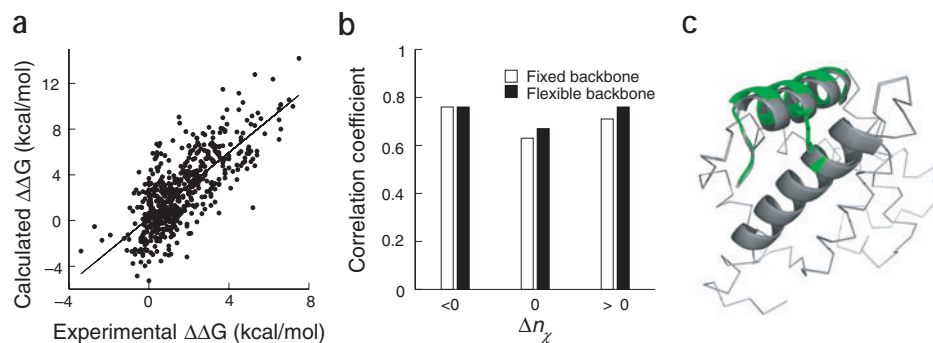 a
Calculated ΔΔG (kcal/mol)
12
8
4
0
−4
−4
0
4
8
Experimental ΔΔG (kcal/mol)
b
Correlation coefficient
1
0.8
0.6
0.4
0.2
0
Fixed backbone
Flexible backbone
<0
0
> 0
Δnχ
c